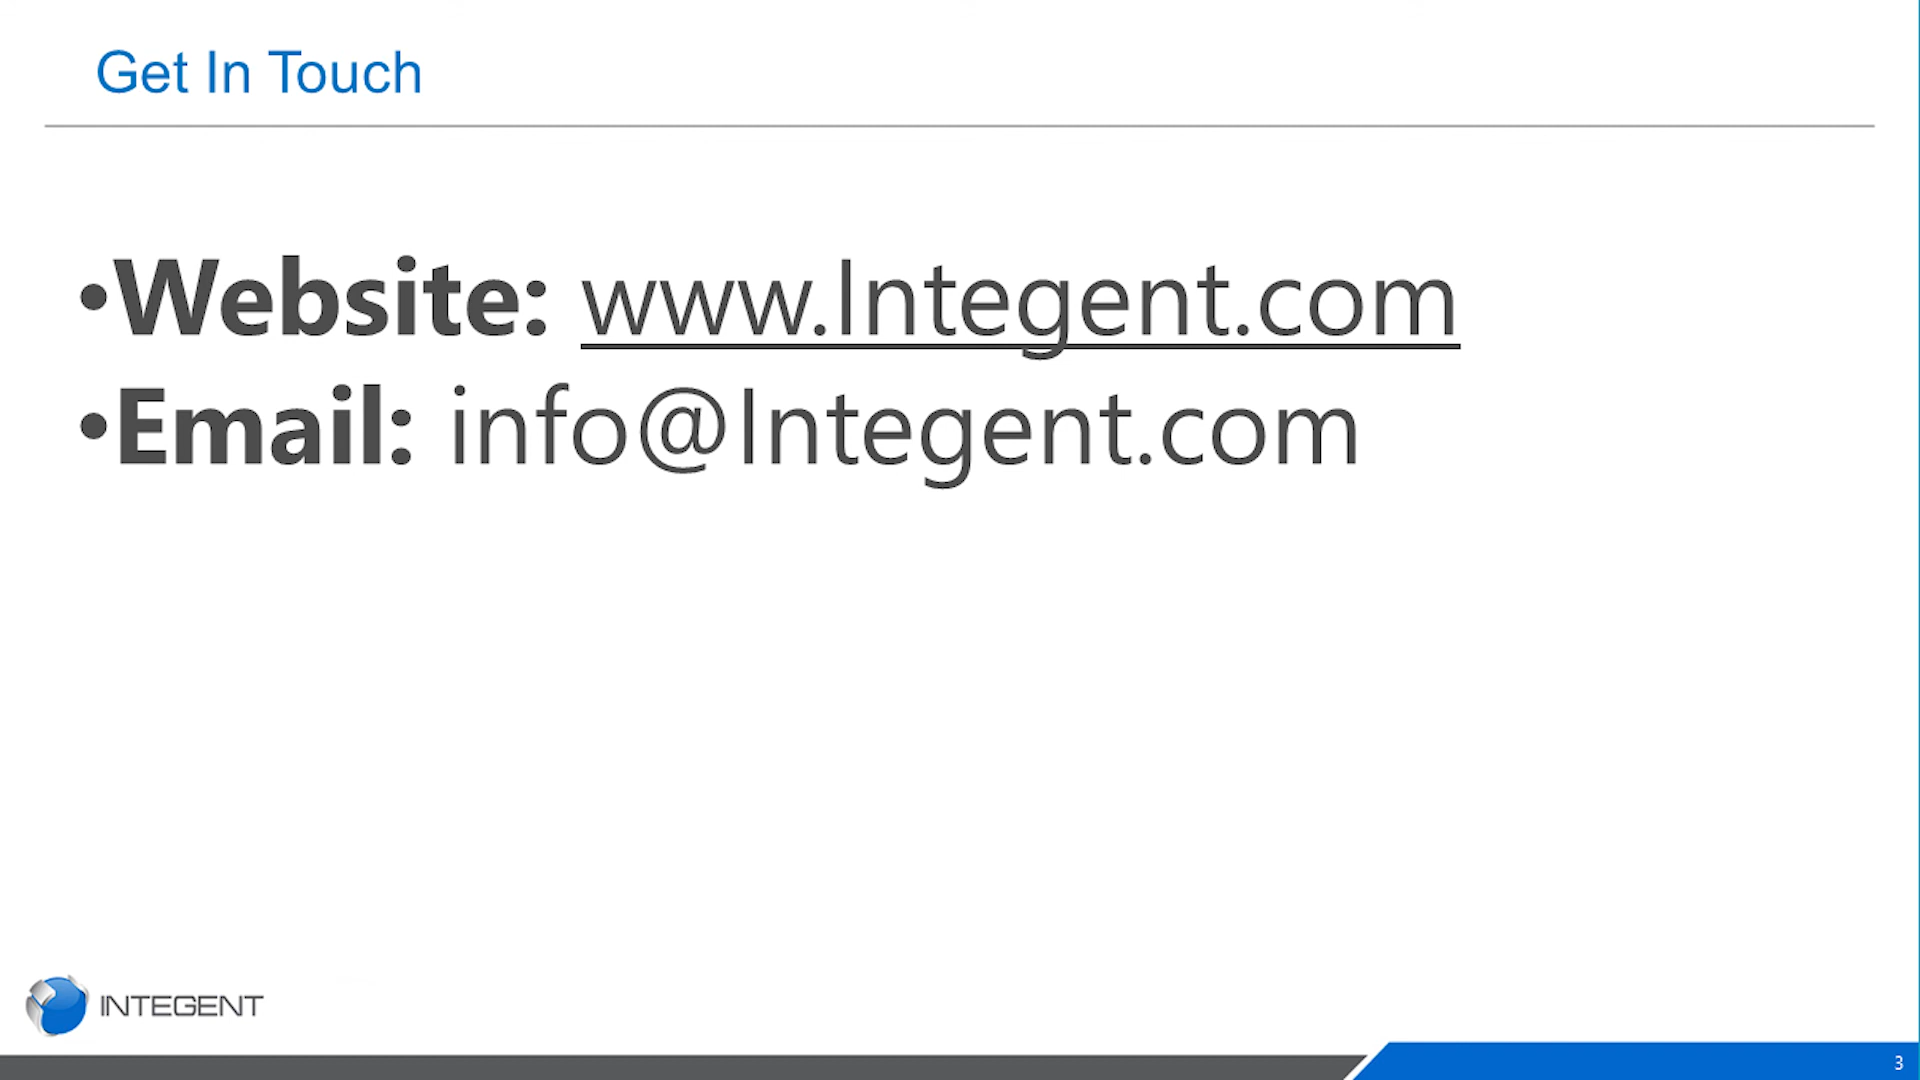 Get In Touch
•Website: www.Integent.com
•Email: info@Integent.com
INTEGENT
3